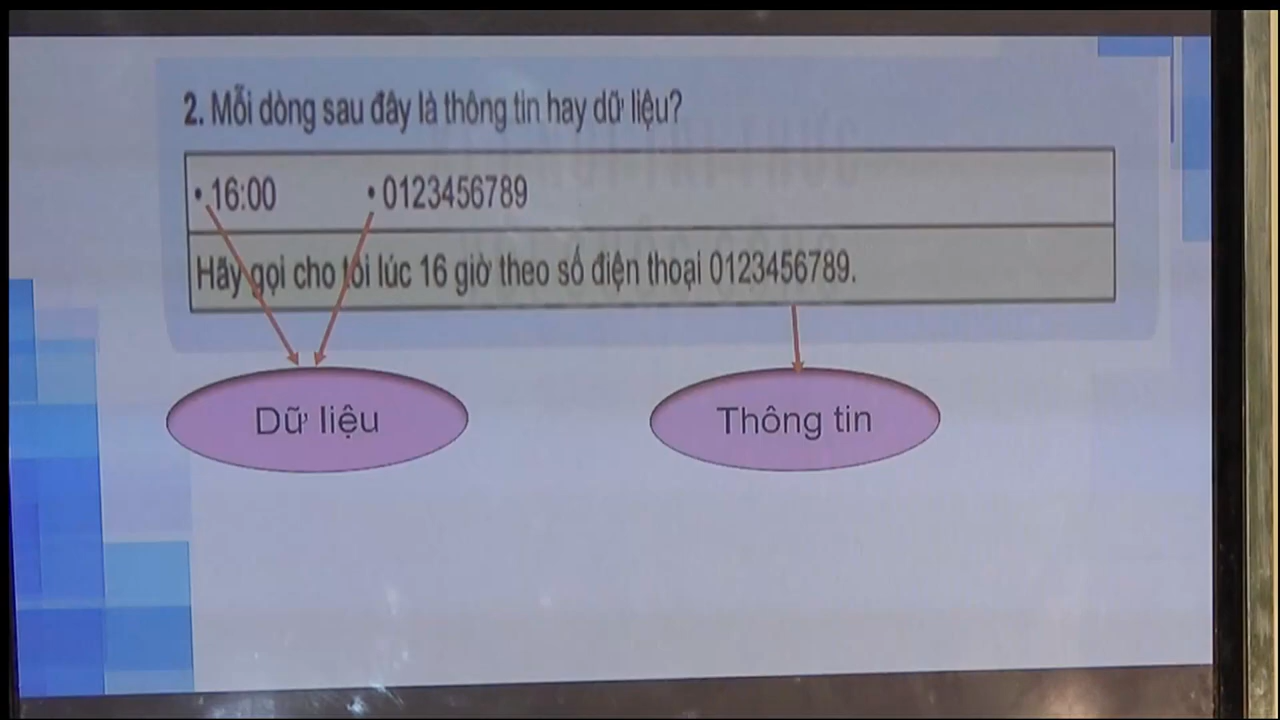 2. Mỗi dòng sau đây là thông tin hay dữ liệu?
• 16:00 • 0123456789
Hãy gọi cho tôi lúc 16 giờ theo số điện thoại 0123456789.
Dữ liệu Thông tin